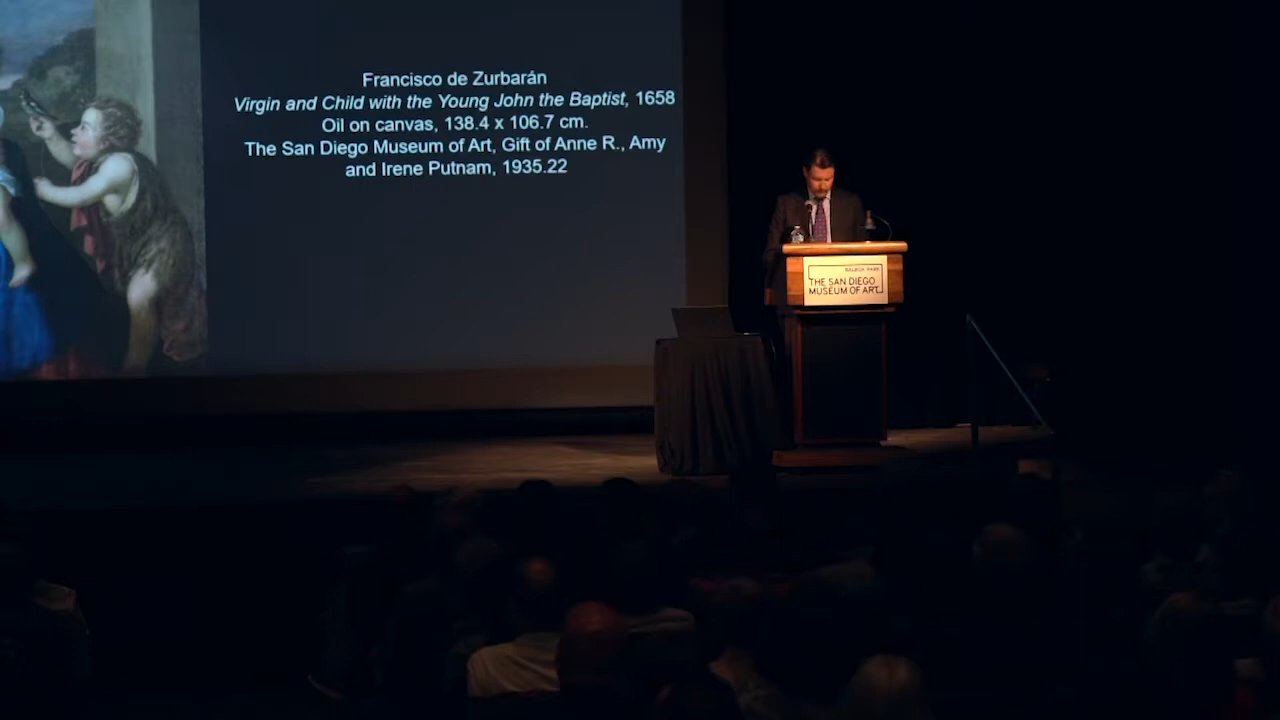 Francisco de Zurbarán
Virgin and Child with the Young John the Baptist, 1658
Oil on canvas, 138.4 x 106.7 cm.
The San Diego Museum of Art, Gift of Anne R., Amy
and Irene Putnam, 1935.22
BALBOA PARK
THE SAN DIEGO
MUSEUM OF ART